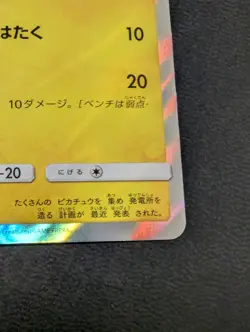 はたく 10
20
10ダメージ。[ベンチは弱点・
-20 にげる
たくさんの ピカチュウを 集め 発電所を
造る 計画が 最近 発表 された。